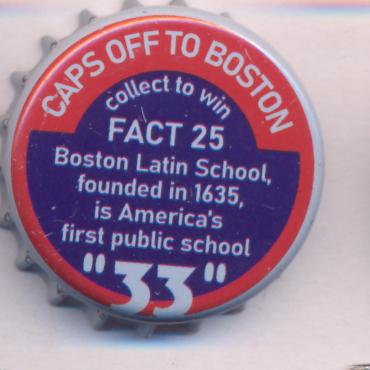 CAPS OFF TO BOSTON
collect to win
FACT 25
Boston Latin School,
founded in 1635,
is America's
first public school
"33"